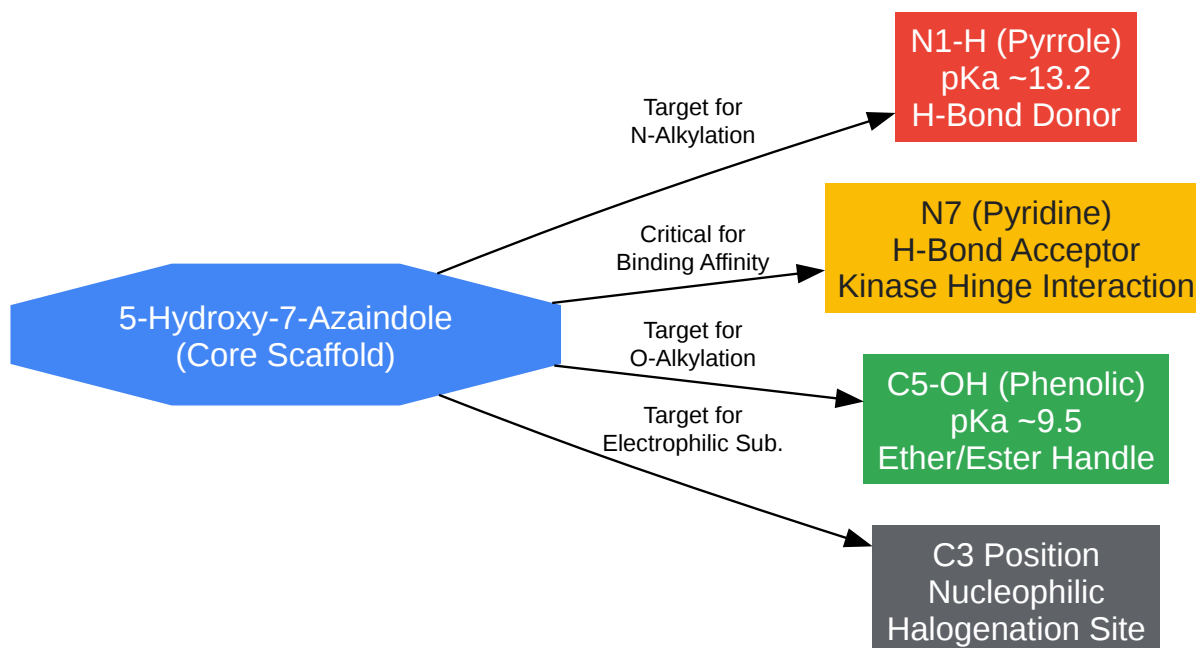 5-Hydroxy-7-Azaindole
(Core Scaffold)
Target for
N-Alkylation
N1-H (Pyrrole)
pKa ~13.2
H-Bond Donor
Critical for
Binding Affinity
N7 (Pyridine)
H-Bond Acceptor
Kinase Hinge Interaction
Target for
O-Alkylation
C5-OH (Phenolic)
pKa ~9.5
Ether/Ester Handle
Target for
Electrophilic Sub.
C3 Position
Nucleophilic
Halogenation Site